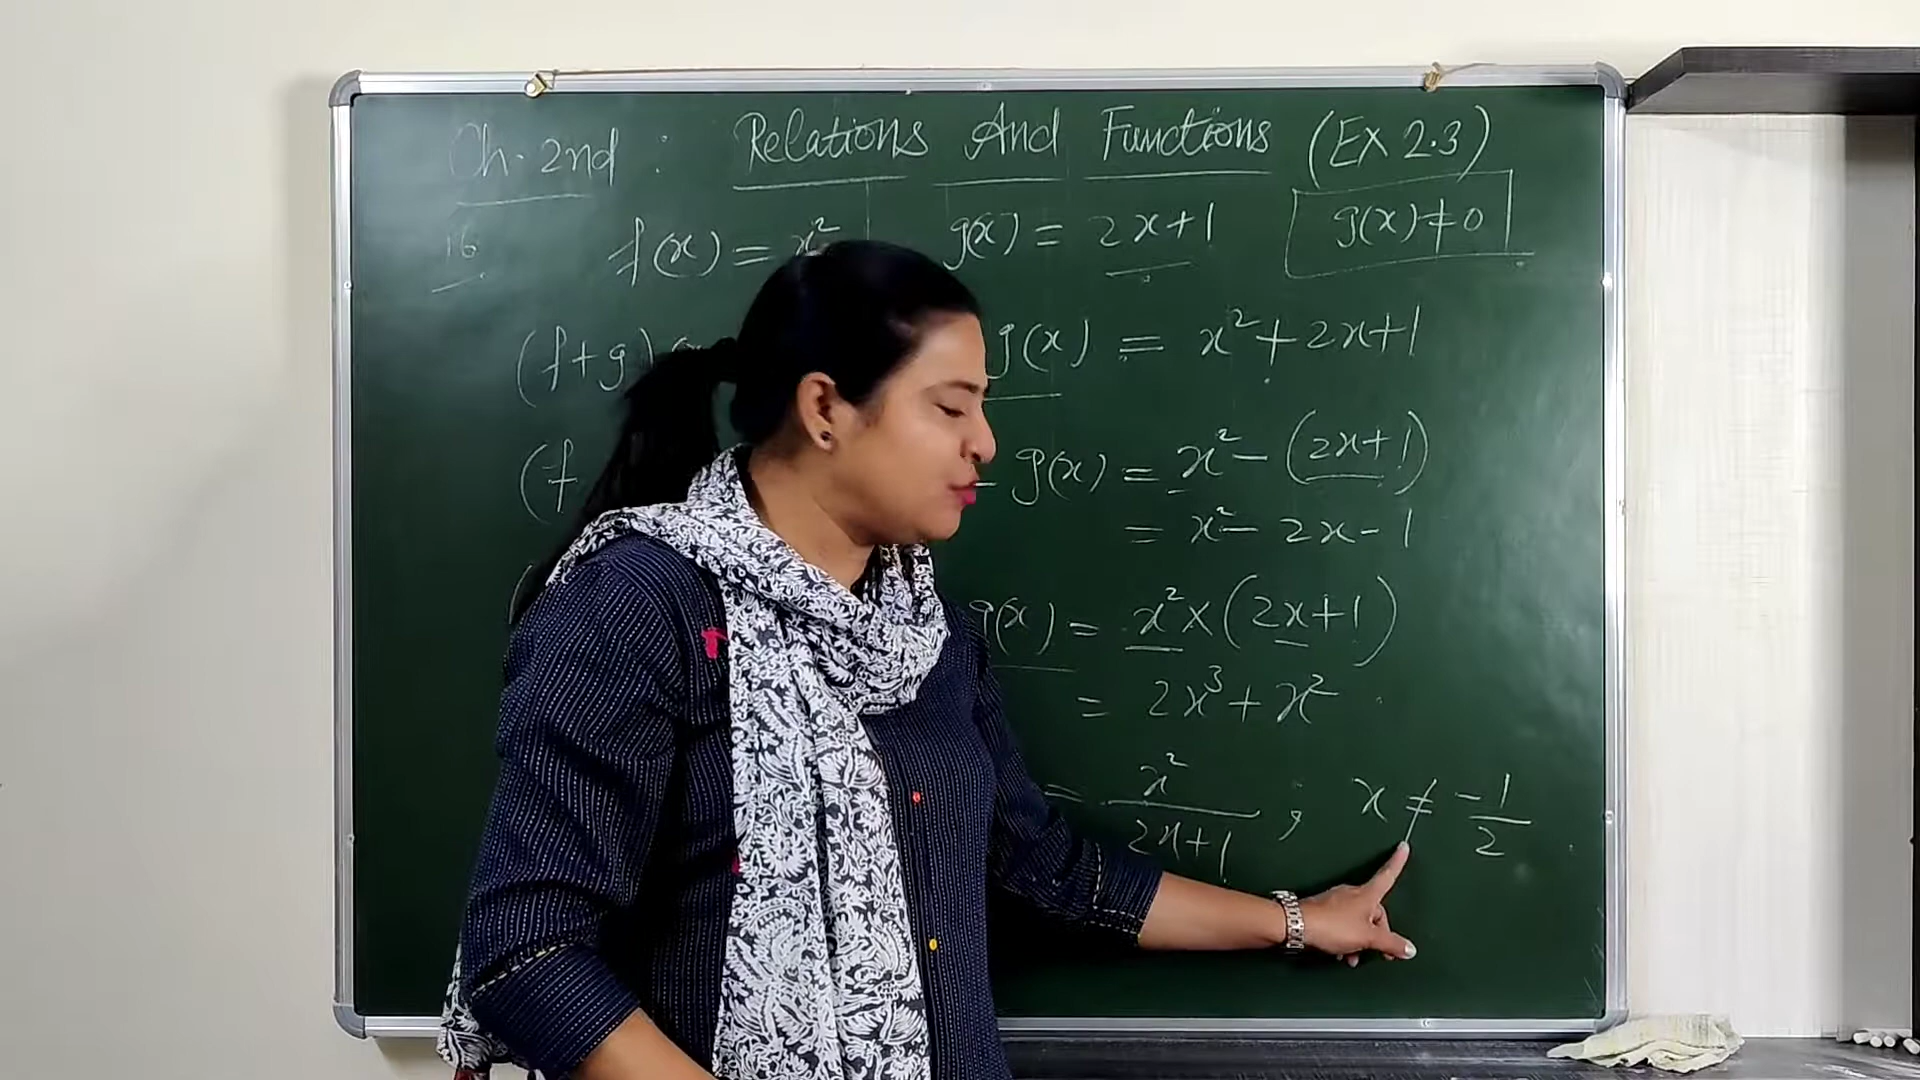 Ch. 2nd : Relations And Functions (EX 2.3)
16. f(x) = x² g(x) = 2x+1 g(x) ≠ 0
(f+g) g(x) = x² + 2x+1
(f - g(x) = x² - (2x+1)
= x² - 2x - 1
g(x) = x² × (2x+1)
= 2x³ + x²
= x²/2x+1 ; x ≠ -1/2